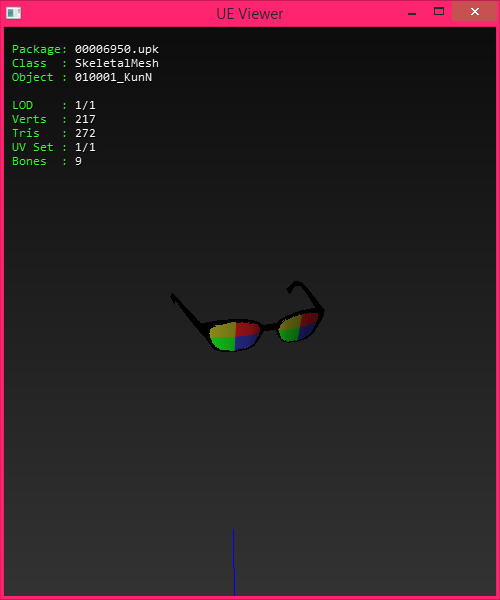 UE Viewer
Package: 00006950.upk
Class  : SkeletalMesh
Object : 010001_KunN
LOD    : 1/1
Verts  : 217
Tris   : 272
UV Set : 1/1
Bones  : 9